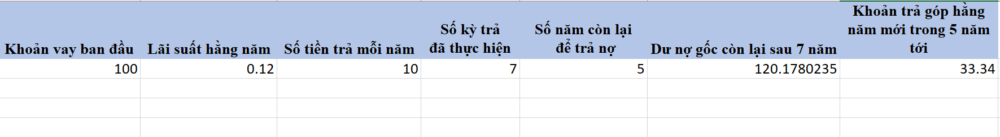 Khoản vay ban đầu
Lãi suất hằng năm
Số tiền trả mỗi năm
Số kỳ trả
đã thực hiện
Số năm còn lại
để trả nợ
Dư nợ gốc còn lại sau 7 năm
Khoản trả góp hằng
năm mới trong 5 năm
tới
100
0.12
10
7
5
120.1780235
33.34